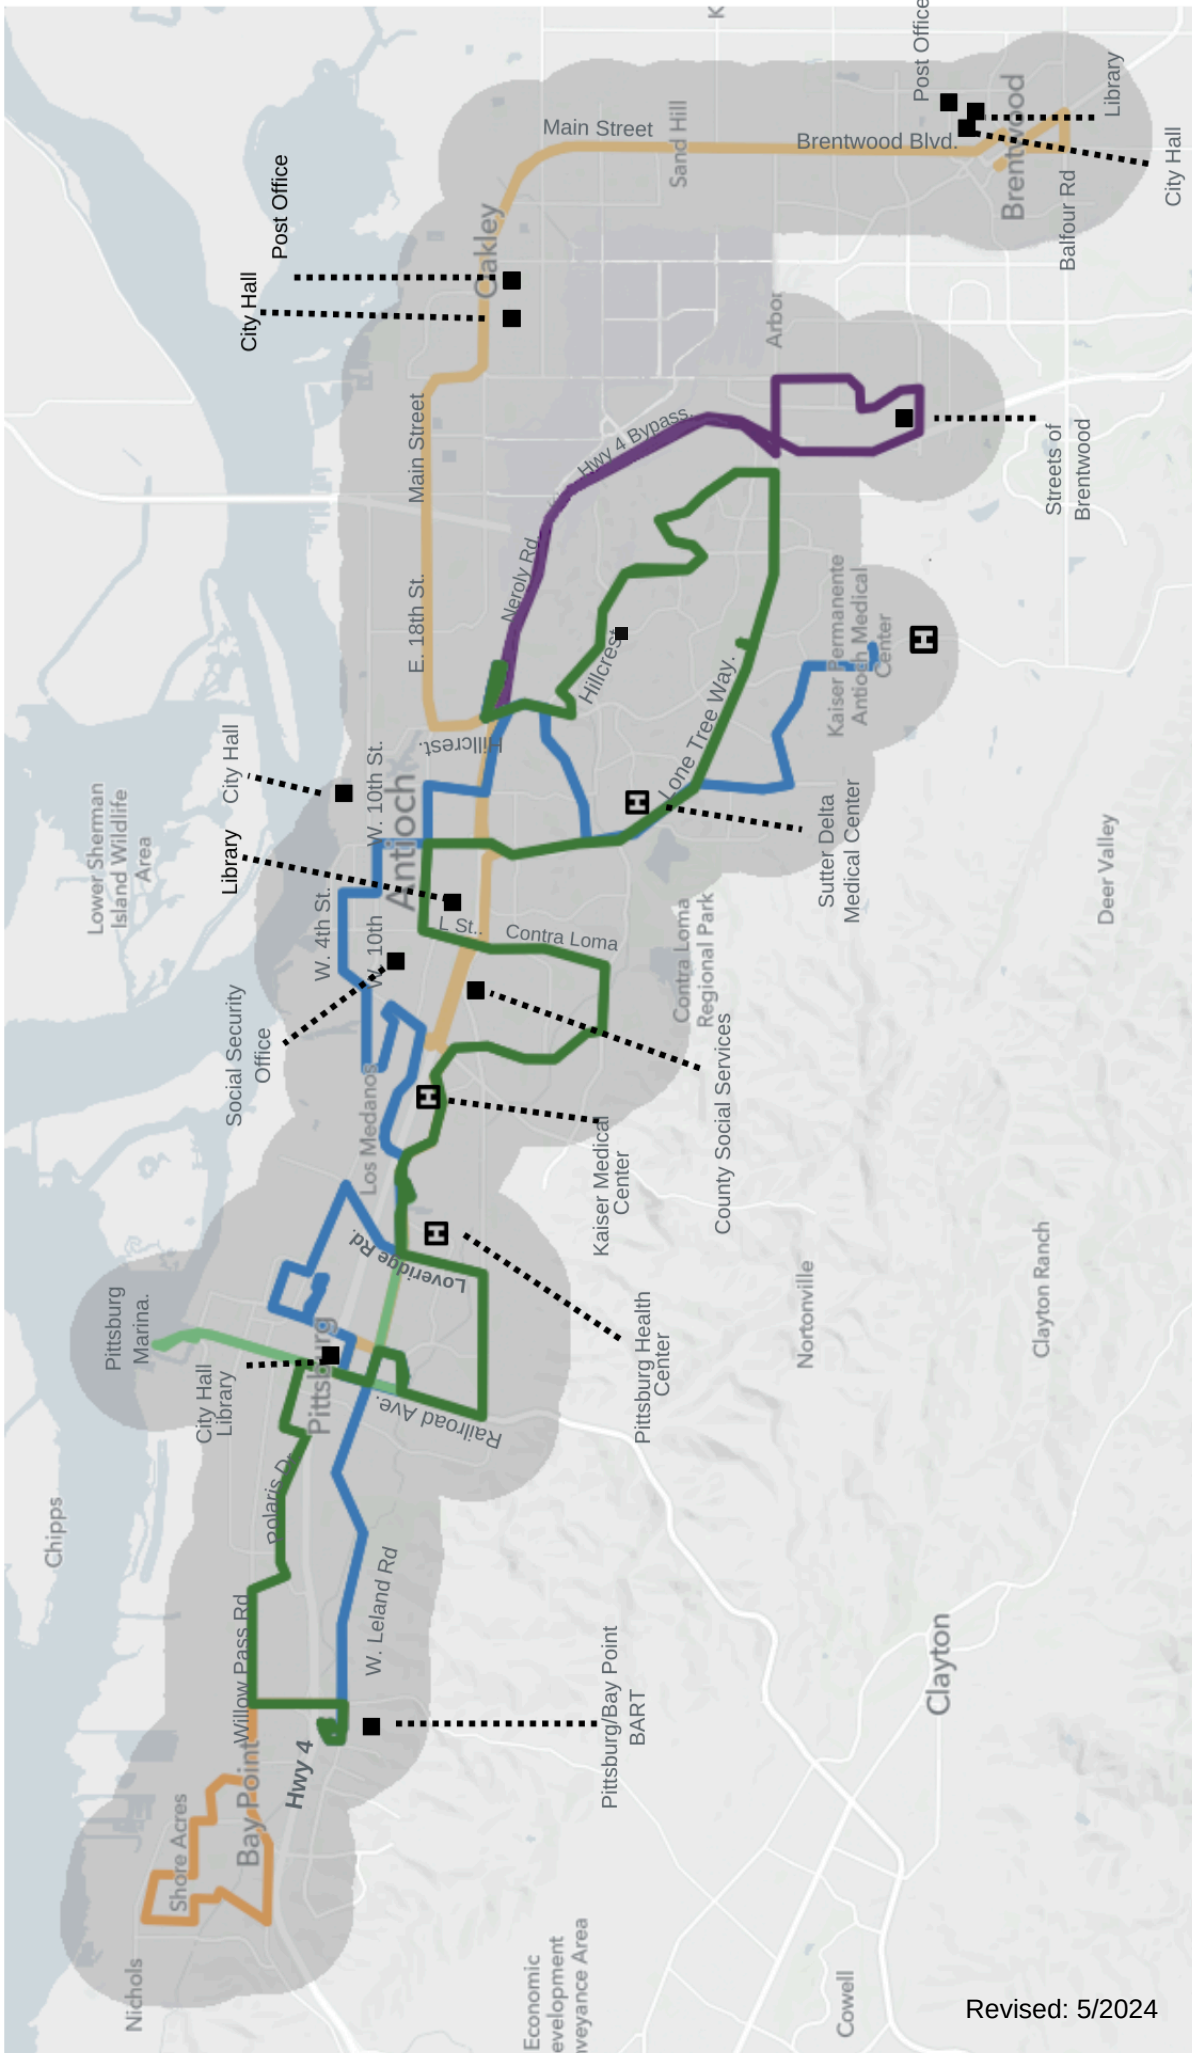 Post Office
Library
City Hall
Brentwood
Brentwood Blvd.
Balfour Rd
Main Street
Sand Hill
K
Post Office
City Hall
Oakley
Arbor
Main Street
Hwy 4 Bypass.
Streets of
Brentwood
Neroly Rd.
E. 18th St.
Hillcrest
Hillcrest.
Lone Tree Way.
Kaiser Permanente
Antioch Medical
Center
Sutter Delta
Medical Center
City Hall
Library
W. 10th St.
Antioch
Lower Sherman
Island Wildlife
Area
W. 4th St.
W. 10th
L St..
Contra Loma
Contra Loma
Regional Park
Deer Valley
Social Security
Office
Los Medanos
County Social Services
Kaiser Medical
Center
Loveridge Rd.
Pittsburg Health
Center
Nortonville
Clayton Ranch
Pittsburg
Marina.
City Hall
Library
Pittsburg
Railroad Ave.
Polaris Dr
Chipps
Willow Pass Rd
W. Leland Rd
Pittsburg/Bay Point
BART
Clayton
Hwy 4
Bay Point
Shore Acres
Nichols
Economic
evelopment
veyance Area
Cowell
Revised: 5/2024